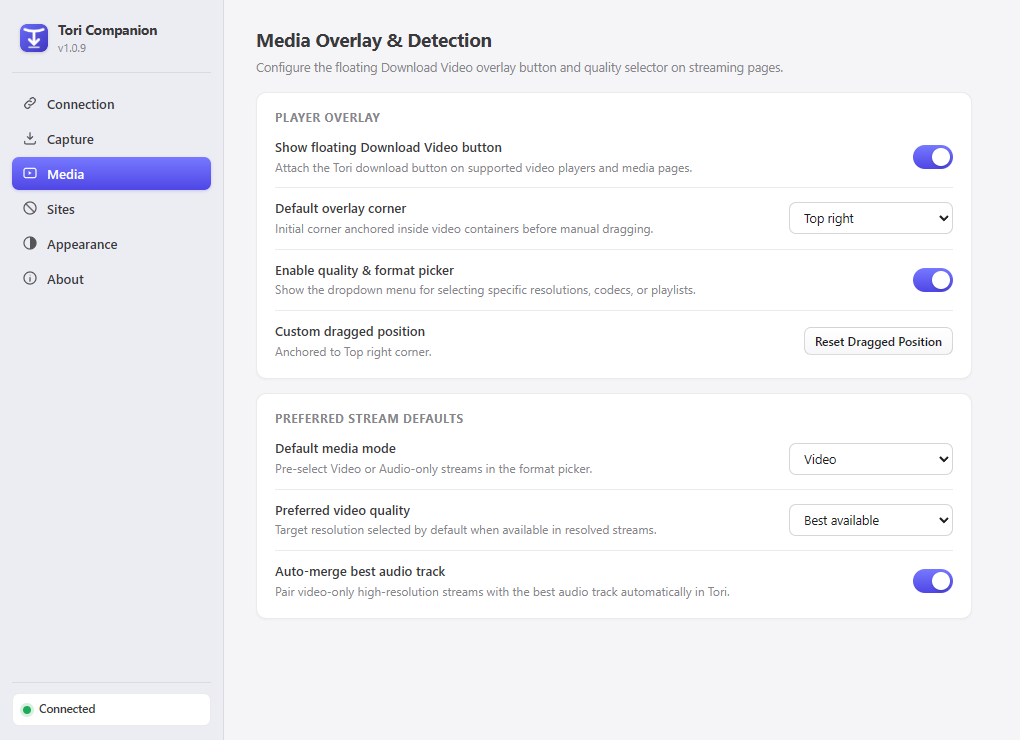 Tori Companion
v1.0.9
Connection
Capture
Media
Sites
Appearance
About
Connected
Media Overlay & Detection
Configure the floating Download Video overlay button and quality selector on streaming pages.
PLAYER OVERLAY
Show floating Download Video button
Attach the Tori download button on supported video players and media pages.
Default overlay corner
Initial corner anchored inside video containers before manual dragging.
Top right
Enable quality & format picker
Show the dropdown menu for selecting specific resolutions, codecs, or playlists.
Custom dragged position
Anchored to Top right corner.
Reset Dragged Position
PREFERRED STREAM DEFAULTS
Default media mode
Pre-select Video or Audio-only streams in the format picker.
Video
Preferred video quality
Target resolution selected by default when available in resolved streams.
Best available
Auto-merge best audio track
Pair video-only high-resolution streams with the best audio track automatically in Tori.